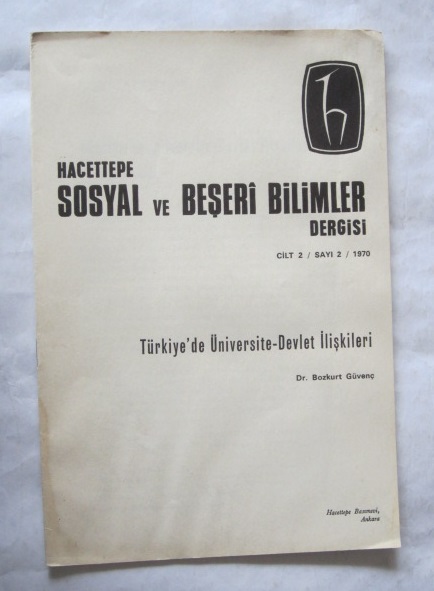 HACETTEPE
SOSYAL VE BEŞERÎ BİLİMLER
DERGİSİ
CİLT 2 / SAYI 2 / 1970
Türkiye'de Üniversite-Devlet İlişkileri
Dr. Bozkurt Güvenç
Hacettepe Basımevi,
Ankara